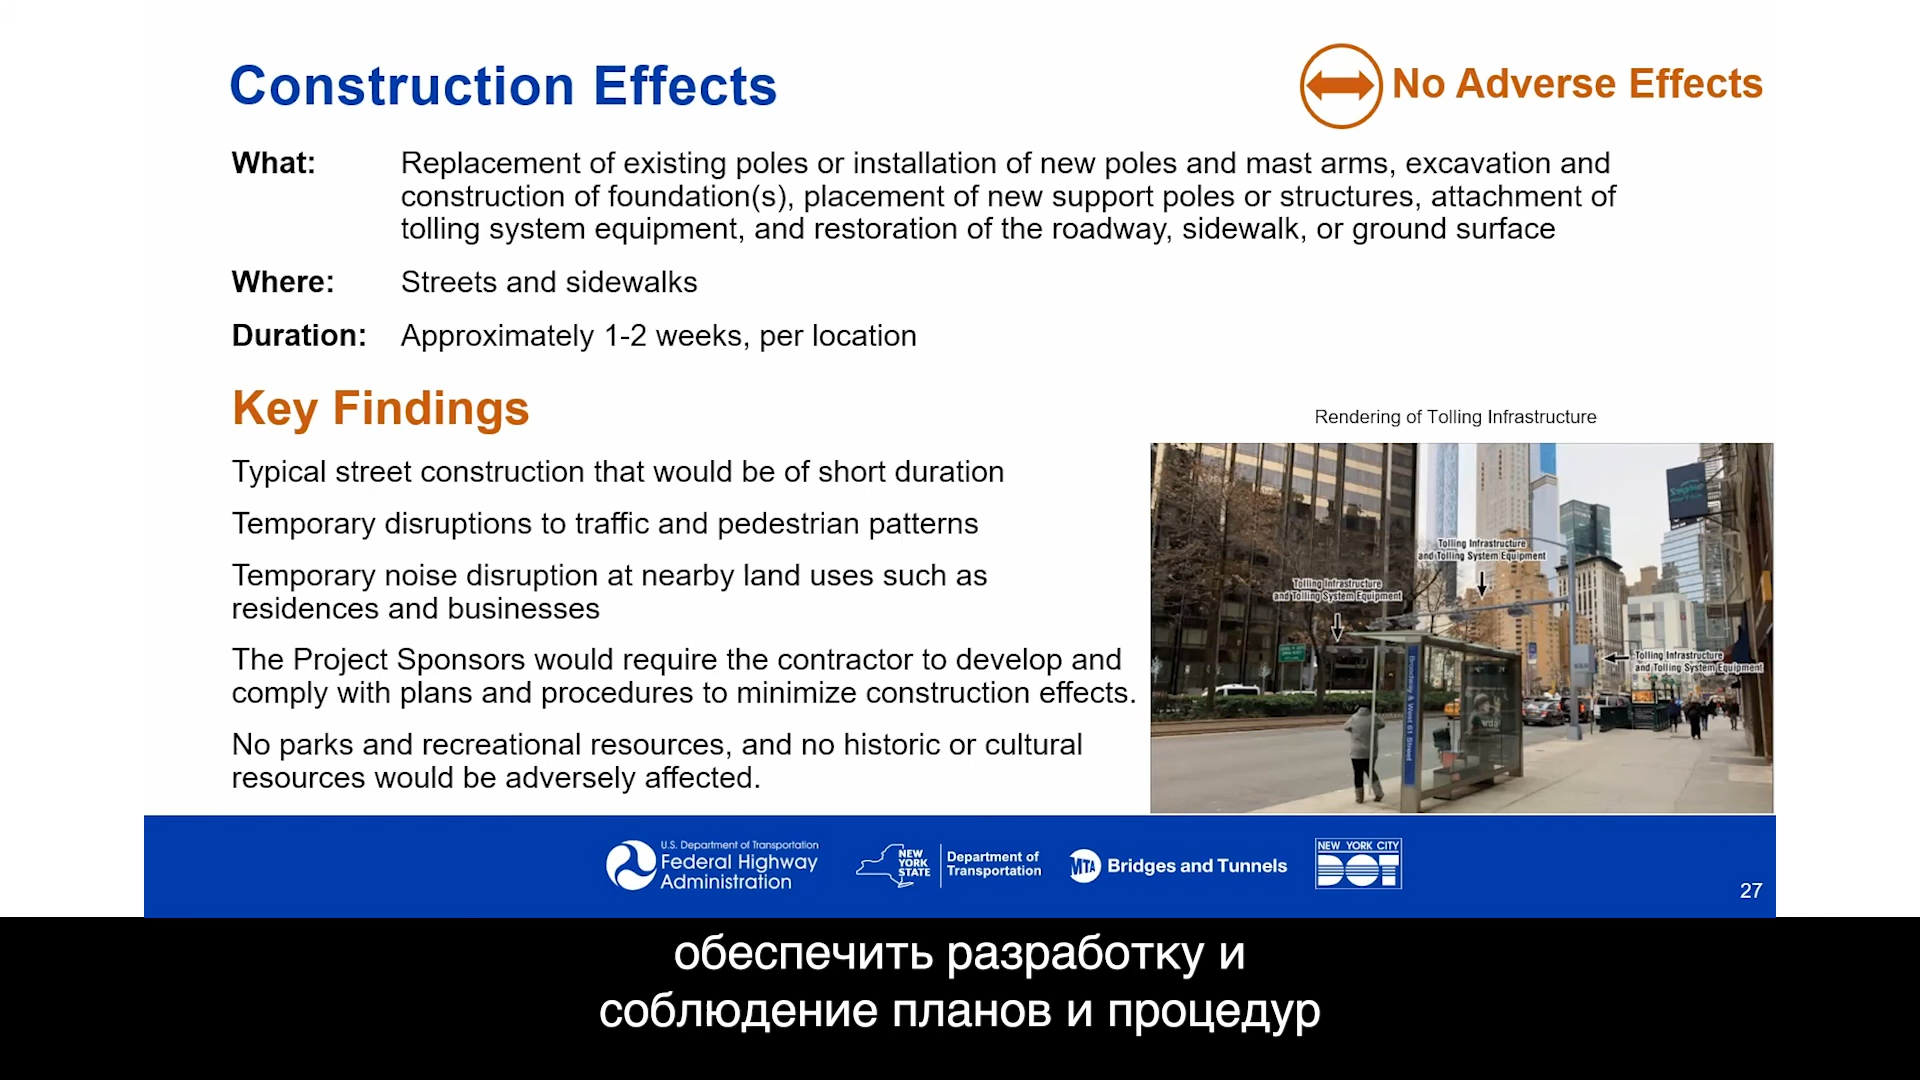 Construction Effects
No Adverse Effects
What:
Replacement of existing poles or installation of new poles and mast arms, excavation and
construction of foundation(s), placement of new support poles or structures, attachment of
tolling system equipment, and restoration of the roadway, sidewalk, or ground surface
Where:
Streets and sidewalks
Duration:
Approximately 1-2 weeks, per location
Key Findings
Typical street construction that would be of short duration
Temporary disruptions to traffic and pedestrian patterns
Temporary noise disruption at nearby land uses such as
residences and businesses
The Project Sponsors would require the contractor to develop and
comply with plans and procedures to minimize construction effects.
No parks and recreational resources, and no historic or cultural
resources would be adversely affected.
Rendering of Tolling Infrastructure
Tolling Infrastructure
and Tolling System Equipment
Tolling Infrastructure
and Tolling System Equipment
Tolling Infrastructure
and Tolling System Equipment
Broadway & West 61 Street
U.S. Department of Transportation
Federal Highway
Administration
NEW
YORK
STATE
Department of
Transportation
MTA
Bridges and Tunnels
NEW YORK CITY
DOT
27
обеспечить разработку и
соблюдение планов и процедур